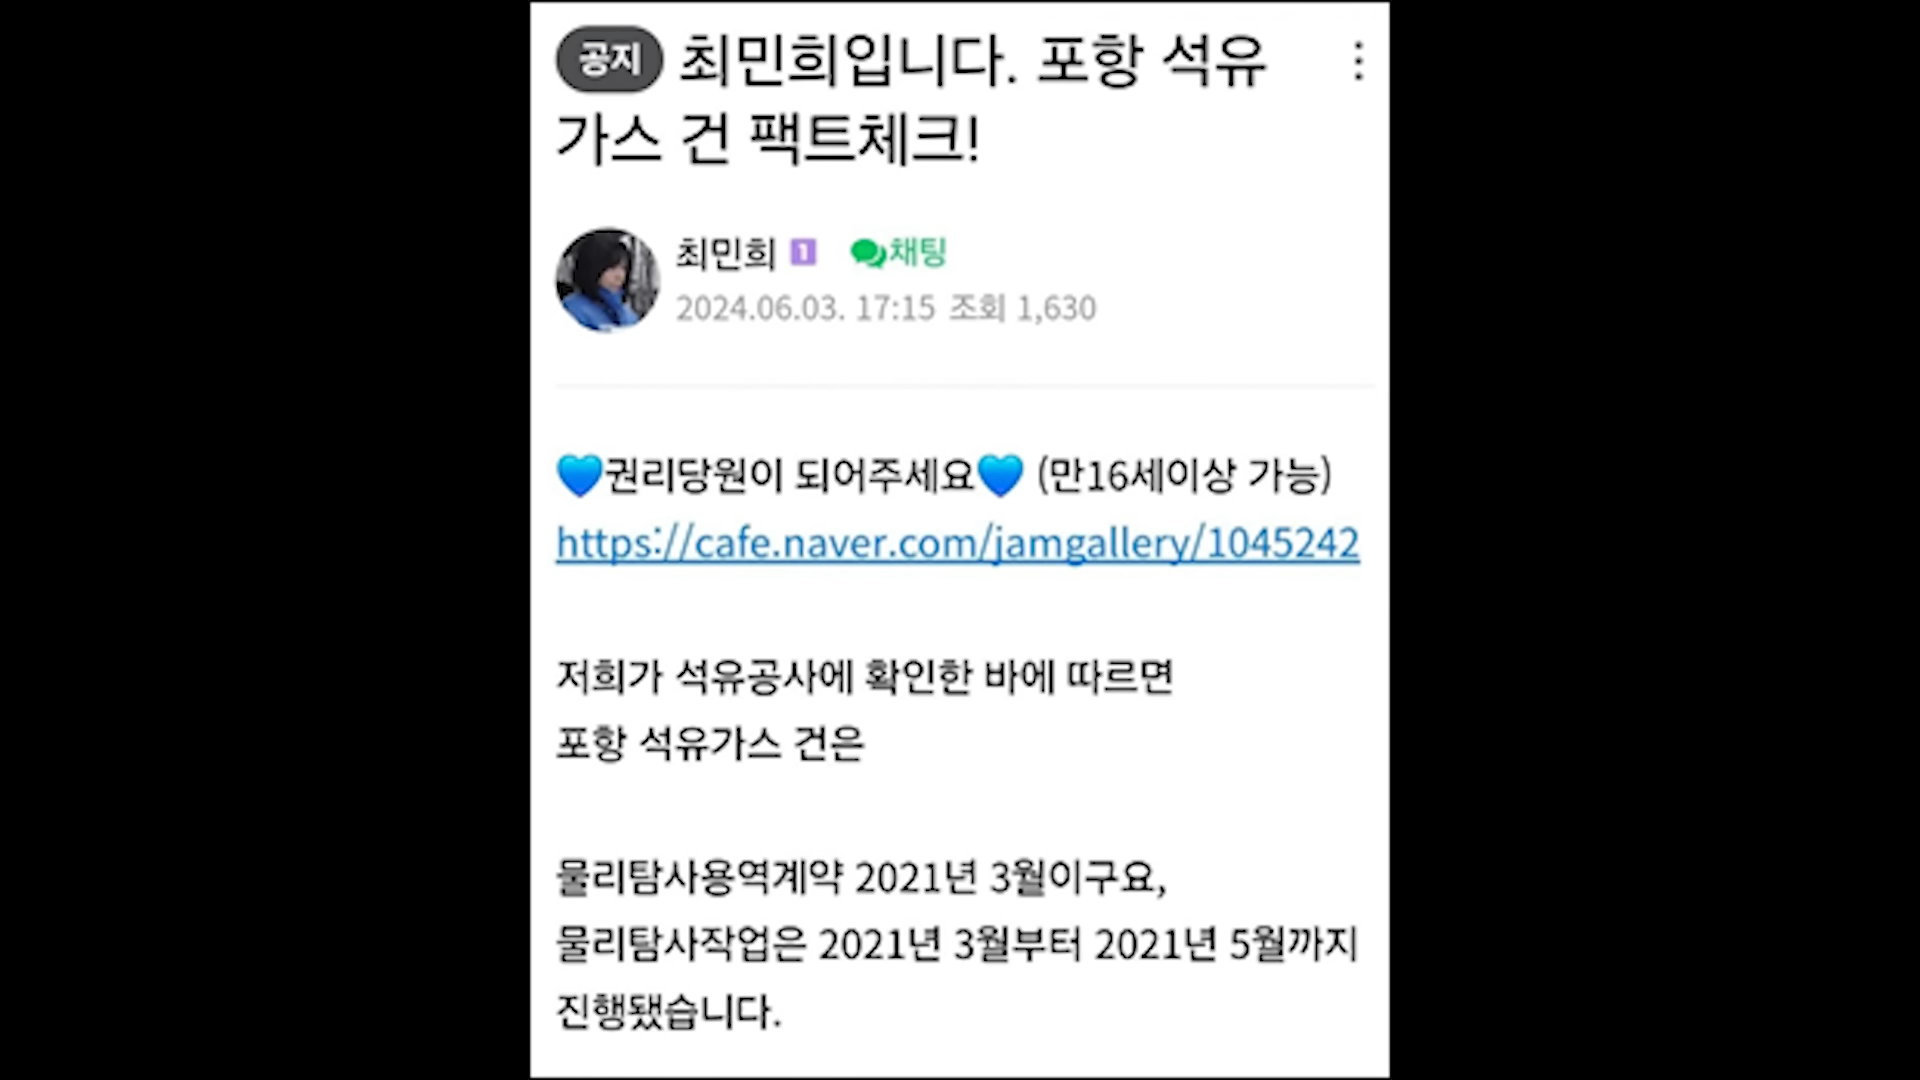 공지 최민희입니다. 포항 석유
가스 건 팩트체크!
최민희 1 채팅
2024.06.03. 17:15 조회 1,630
💙권리당원이 되어주세요💙 (만16세이상 가능)
https://cafe.naver.com/jamgallery/1045242
저희가 석유공사에 확인한 바에 따르면
포항 석유가스 건은
물리탐사용역계약 2021년 3월이구요,
물리탐사작업은 2021년 3월부터 2021년 5월까지
진행됐습니다.